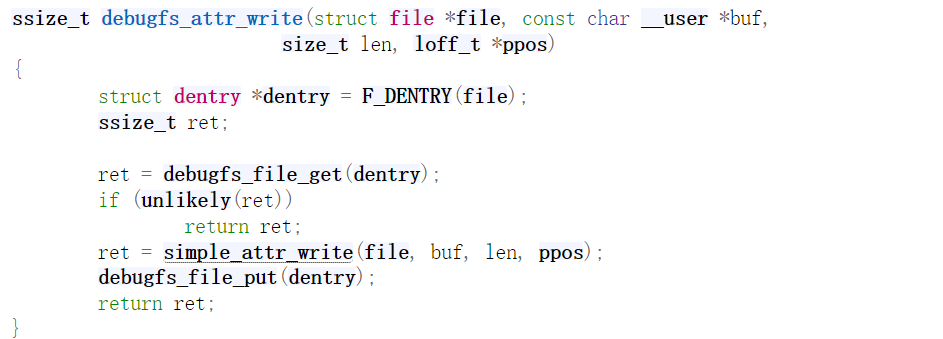 ssize_t debugfs_attr_write(struct file *file, const char __user *buf,
                         size_t len, loff_t *ppos)
{
        struct dentry *dentry = F_DENTRY(file);
        ssize_t ret;

        ret = debugfs_file_get(dentry);
        if (unlikely(ret))
                return ret;
        ret = simple_attr_write(file, buf, len, ppos);
        debugfs_file_put(dentry);
        return ret;
}